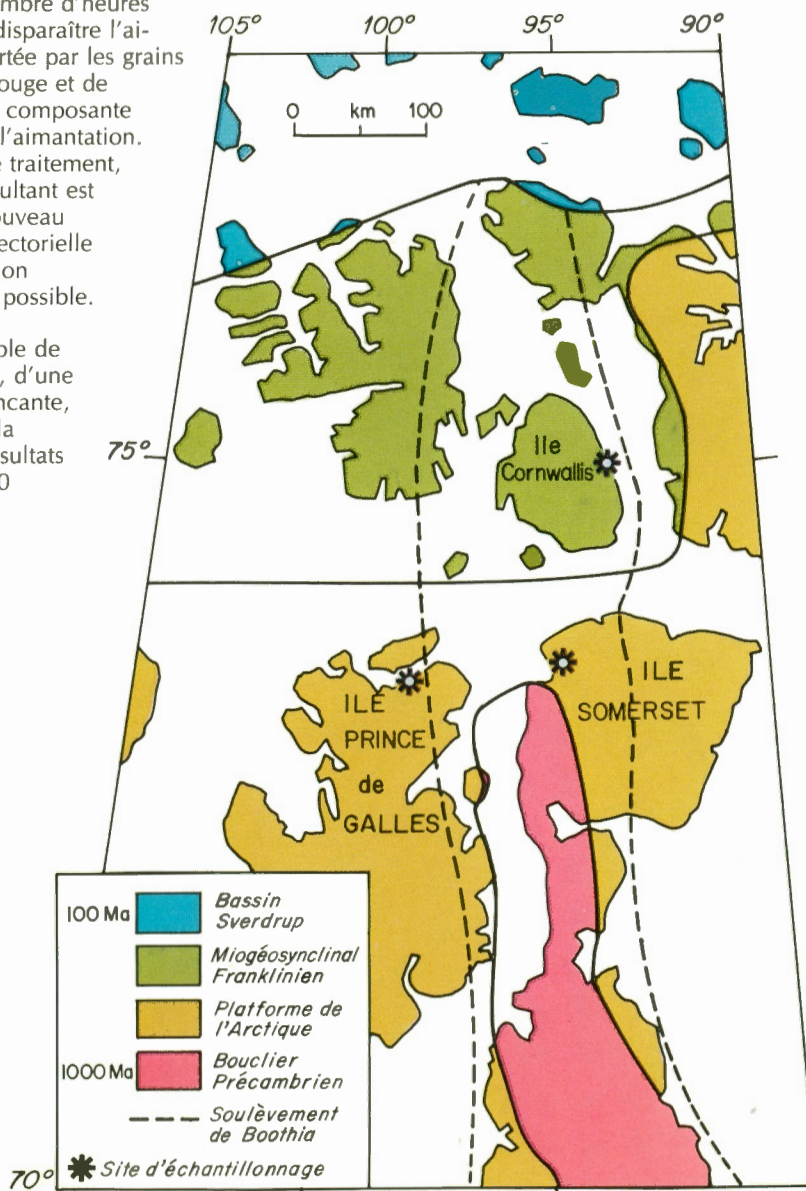 mbre d'heures
disparaître l'ai-
rtée par les grains
ouge et de
composante
l'aimantation.
e traitement,
ultant est
ouveau
ectorielle
on
possible.
ble de
, d'une
ncante,
la
sultats
0
105° 100° 95° 90°
0 km 100
75°
Ile
Cornwallis
ILE
PRINCE
de
GALLES
ILE
SOMERSET
100 Ma Bassin
Sverdrup
Miogéosynclinal
Franklinien
Platforme de
l'Arctique
1000 Ma Bouclier
Précambrien
Soulèvement
de Boothia
Site d'échantillonnage
70°